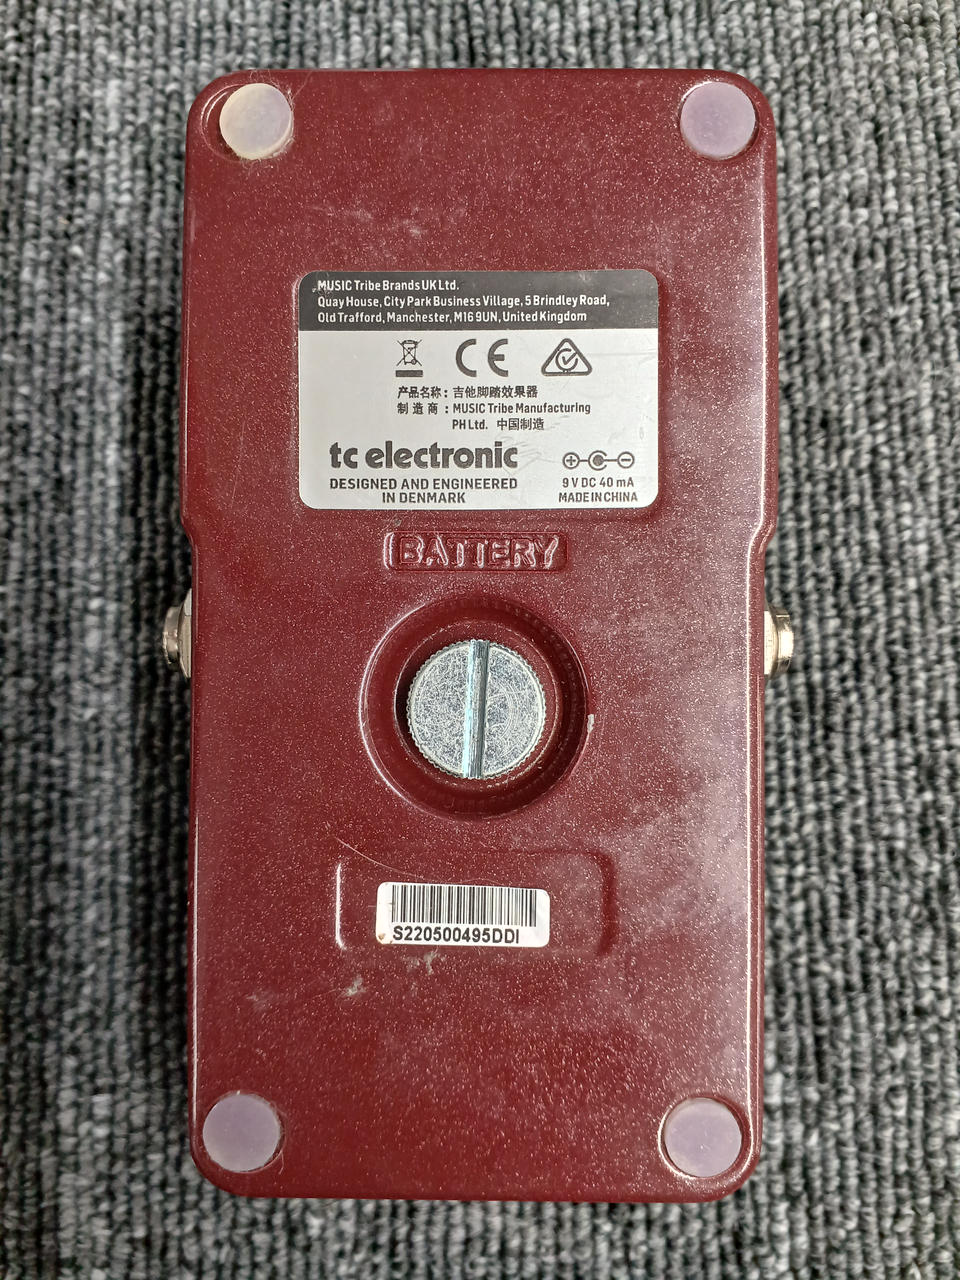 MUSIC Tribe Brands UK Ltd.
Quay House, City Park Business Village, 5 Brindley Road,
Old Trafford, Manchester, M16 9UN, United Kingdom
CE
产品名称：吉他脚踏效果器
制造商：MUSIC Tribe Manufacturing
PH Ltd. 中国制造
tc electronic
DESIGNED AND ENGINEERED
IN DENMARK
9 V DC 40 mA
MADE IN CHINA
BATTERY
S220500495DDI